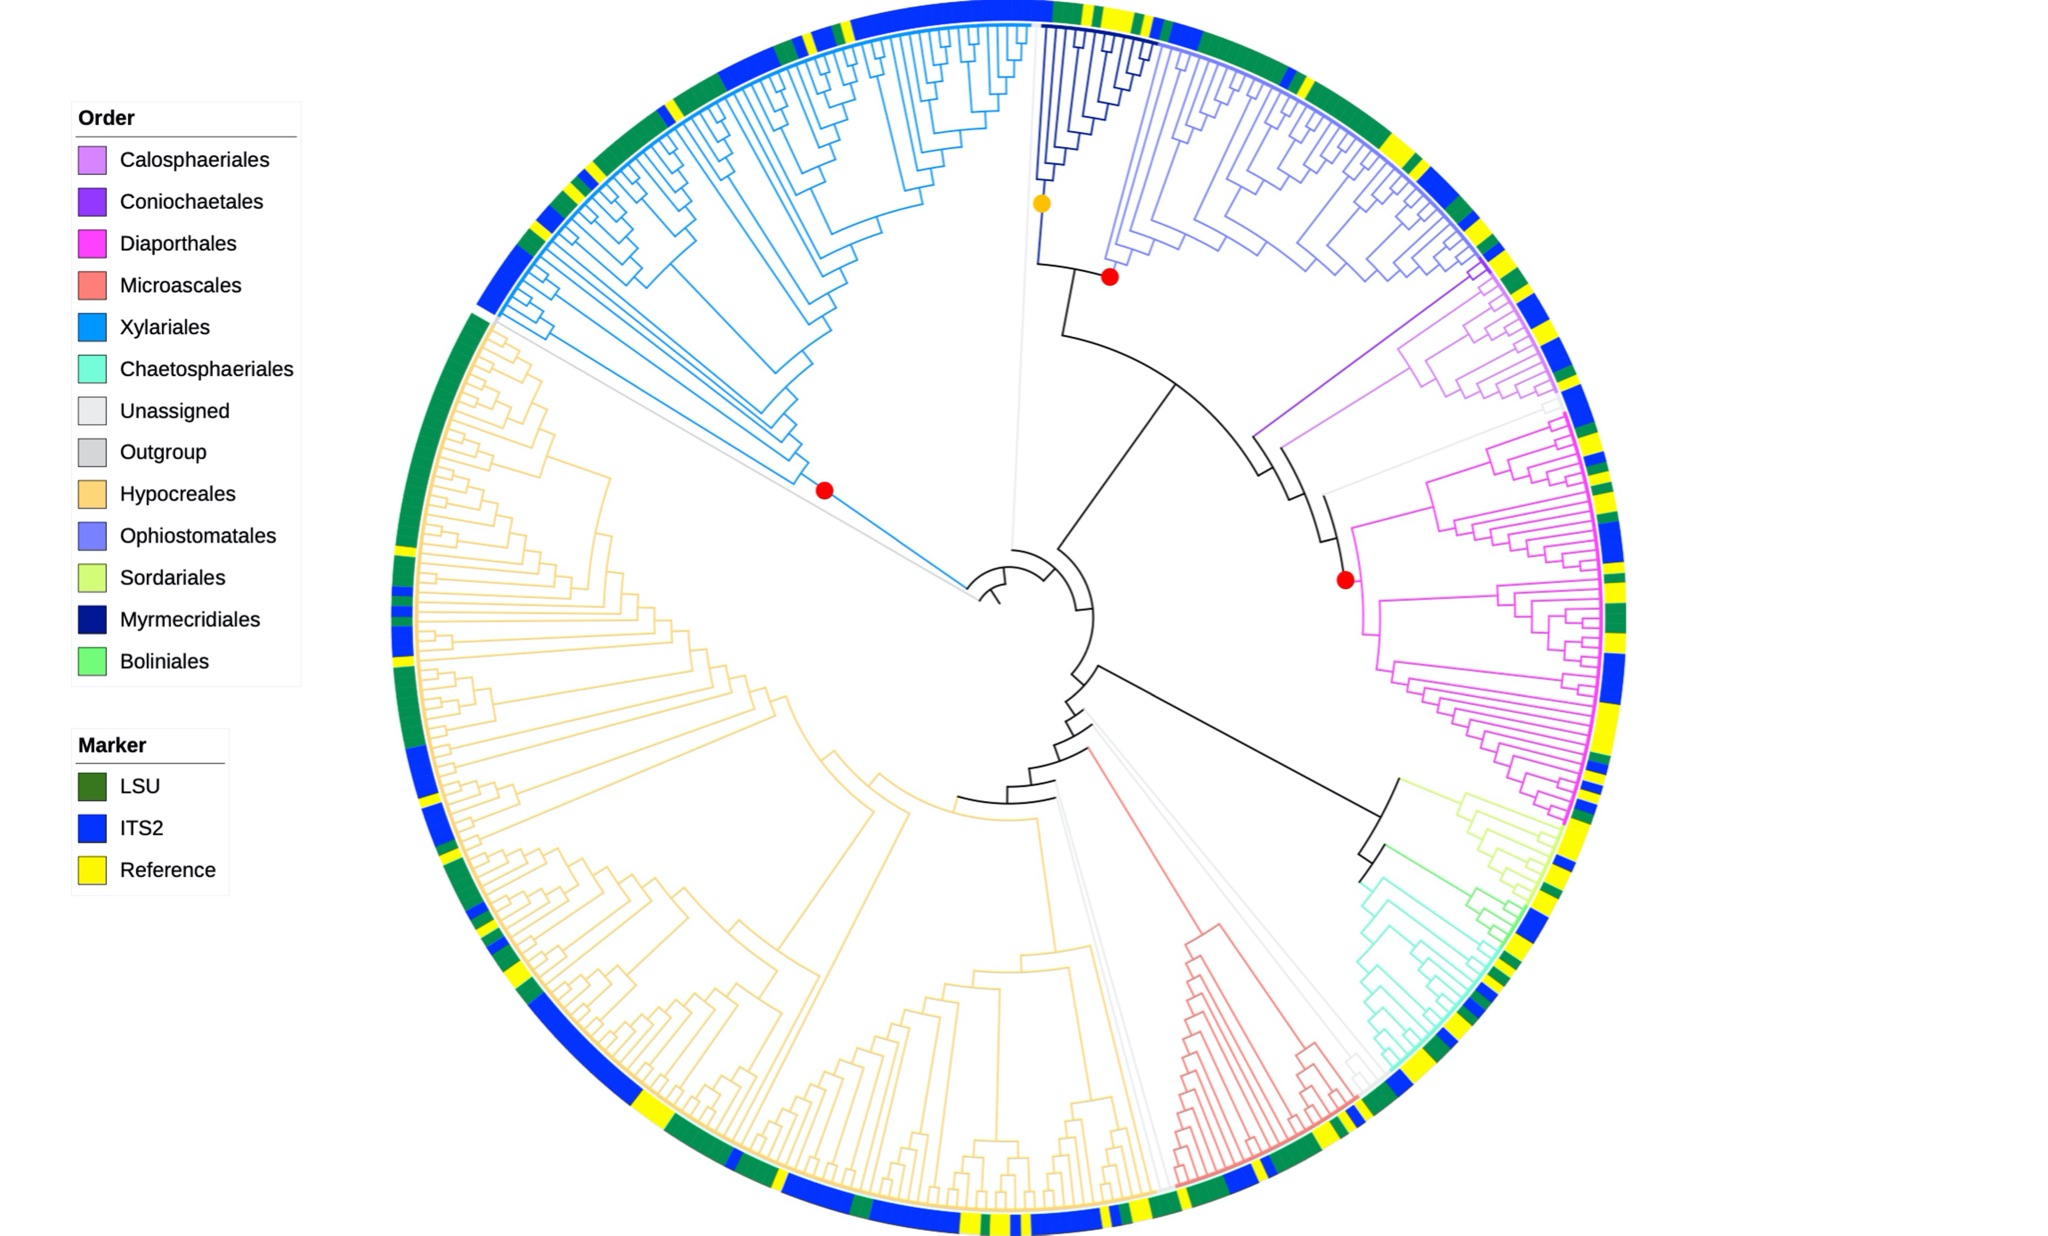 Order
Calosphaeriales
Coniochaetales
Diaporthales
Microascales
Xylariales
Chaetosphaeriales
Unassigned
Outgroup
Hypocreales
Ophiostomatales
Sordariales
Myrmecridiales
Boliniales
Marker
LSU
ITS2
Reference